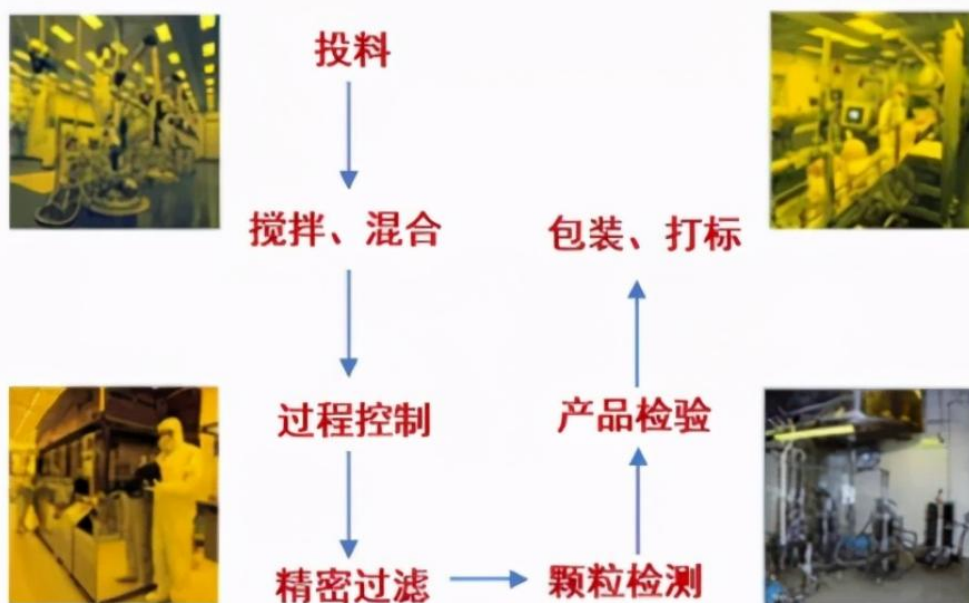 投料
搅拌、混合
过程控制
精密过滤
颗粒检测
产品检验
包装、打标